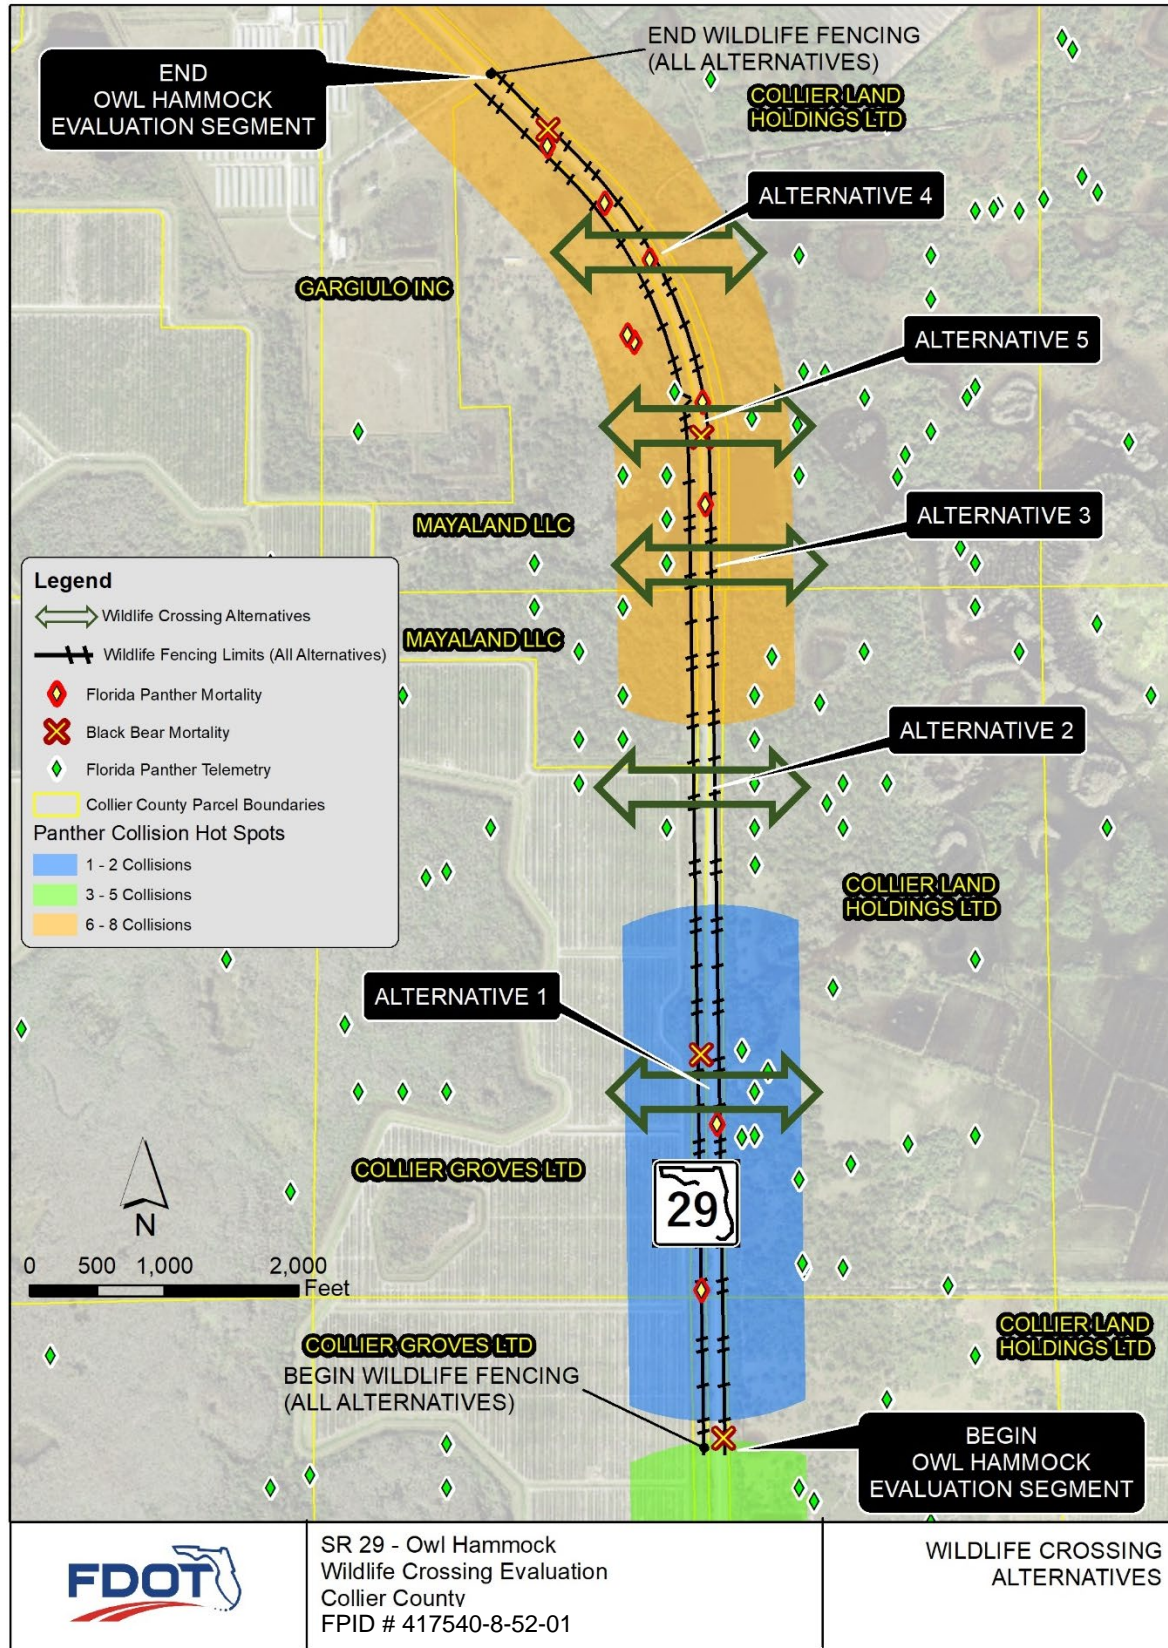 END WILDLIFE FENCING
(ALL ALTERNATIVES)
END
OWL HAMMOCK
EVALUATION SEGMENT
COLLIER LAND
HOLDINGS LTD
ALTERNATIVE 4
GARGIULO INC
ALTERNATIVE 5
MAYALAND LLC
ALTERNATIVE 3
Legend
Wildlife Crossing Alternatives
Wildlife Fencing Limits (All Alternatives)
Florida Panther Mortality
Black Bear Mortality
Florida Panther Telemetry
Collier County Parcel Boundaries
Panther Collision Hot Spots
1 - 2 Collisions
3 - 5 Collisions
6 - 8 Collisions
MAYALAND LLC
ALTERNATIVE 2
COLLIER LAND
HOLDINGS LTD
ALTERNATIVE 1
COLLIER GROVES LTD
29
N
0 500 1,000 2,000
Feet
COLLIER GROVES LTD
BEGIN WILDLIFE FENCING
(ALL ALTERNATIVES)
COLLIER LAND
HOLDINGS LTD
BEGIN
OWL HAMMOCK
EVALUATION SEGMENT
FDOT
SR 29 - Owl Hammock
Wildlife Crossing Evaluation
Collier County
FPID # 417540-8-52-01
WILDLIFE CROSSING
ALTERNATIVES